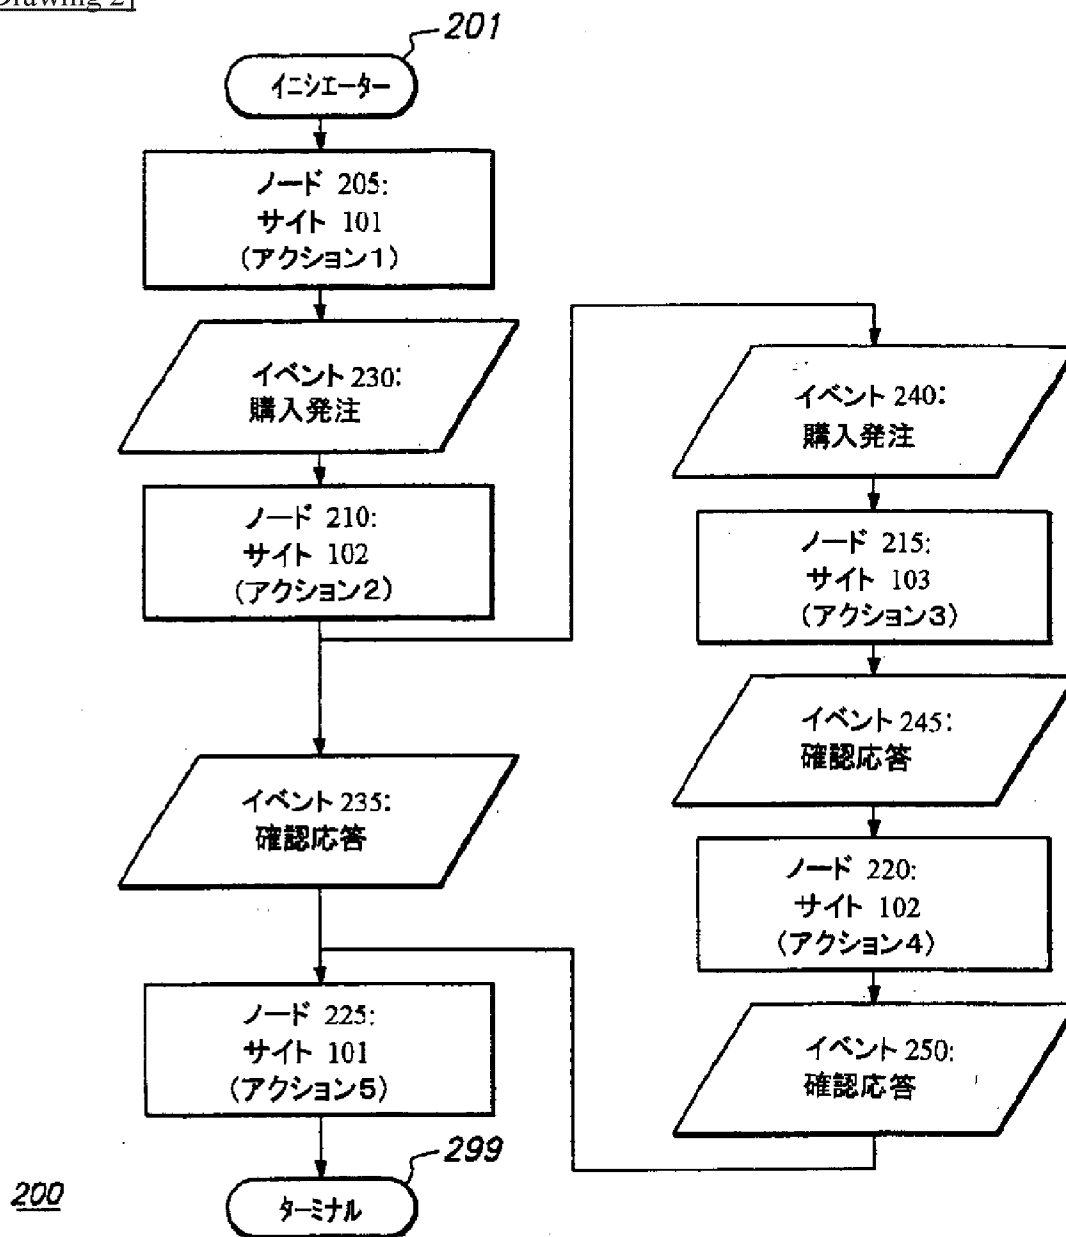 Drawing 2]
201
イニシエーター
ノード 205:
サイト 101
(アクション1)
イベント 230:
購入発注
ノード 210:
サイト 102
(アクション2)
イベント 235:
確認応答
ノード 225:
サイト 101
(アクション5)
299
ターミナル
200
イベント 240:
購入発注
ノード 215:
サイト 103
(アクション3)
イベント 245:
確認応答
ノード 220:
サイト 102
(アクション4)
イベント 250:
確認応答